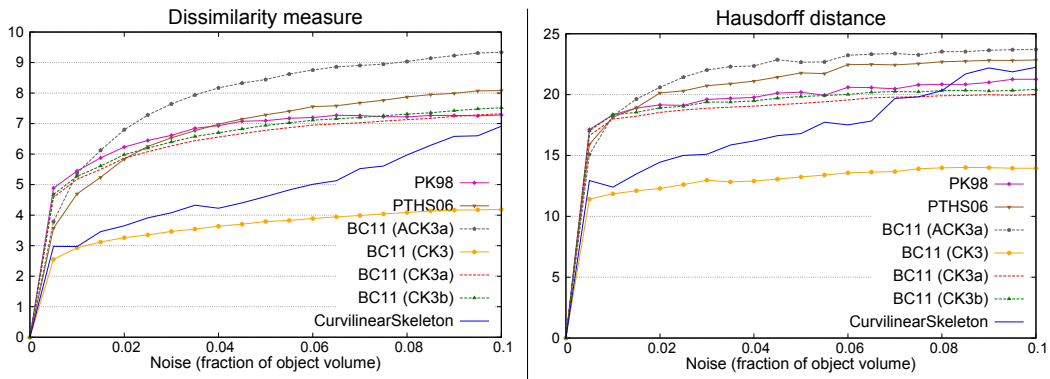 Dissimilarity measure
10
9
8
7
6
5
4
3
2
1
0
0
0.02
0.04
0.06
0.08
0.1
Noise (fraction of object volume)
PK98
PTHS06
BC11 (ACK3a)
BC11 (CK3)
BC11 (CK3a)
BC11 (CK3b)
CurvilinearSkeleton
Hausdorff distance
25
20
15
10
5
0
0
0.02
0.04
0.06
0.08
0.1
Noise (fraction of object volume)
PK98
PTHS06
BC11 (ACK3a)
BC11 (CK3)
BC11 (CK3a)
BC11 (CK3b)
CurvilinearSkeleton